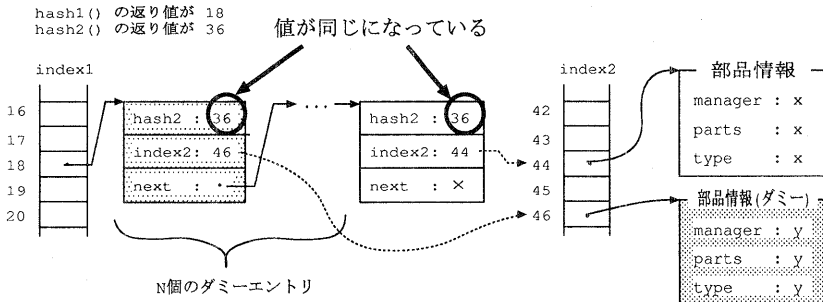 hash1() の返り値が 18
hash2() の返り値が 36
値が同じになっている
index1
16
17
18
19
20
hash2 : 36
index2: 46
next : ・
...
hash2 : 36
index2: 44
next : ×
N個のダミーエントリ
index2
42
43
44
45
46
部品情報
manager : x
parts : x
type : x
部品情報(ダミー)
manager : y
parts : y
type : y